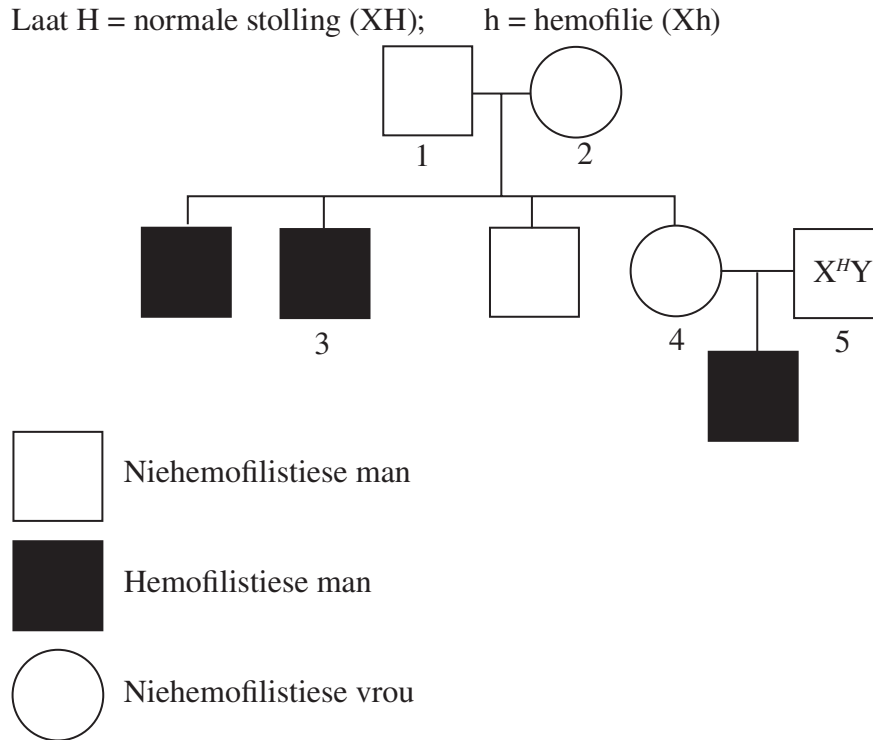 Laat H = normale stolling (XH); h = hemofilie (Xh)
1
2
XᴴY
3
4
5
Niehemofilistiese man
Hemofilistiese man
Niehemofilistiese vrou